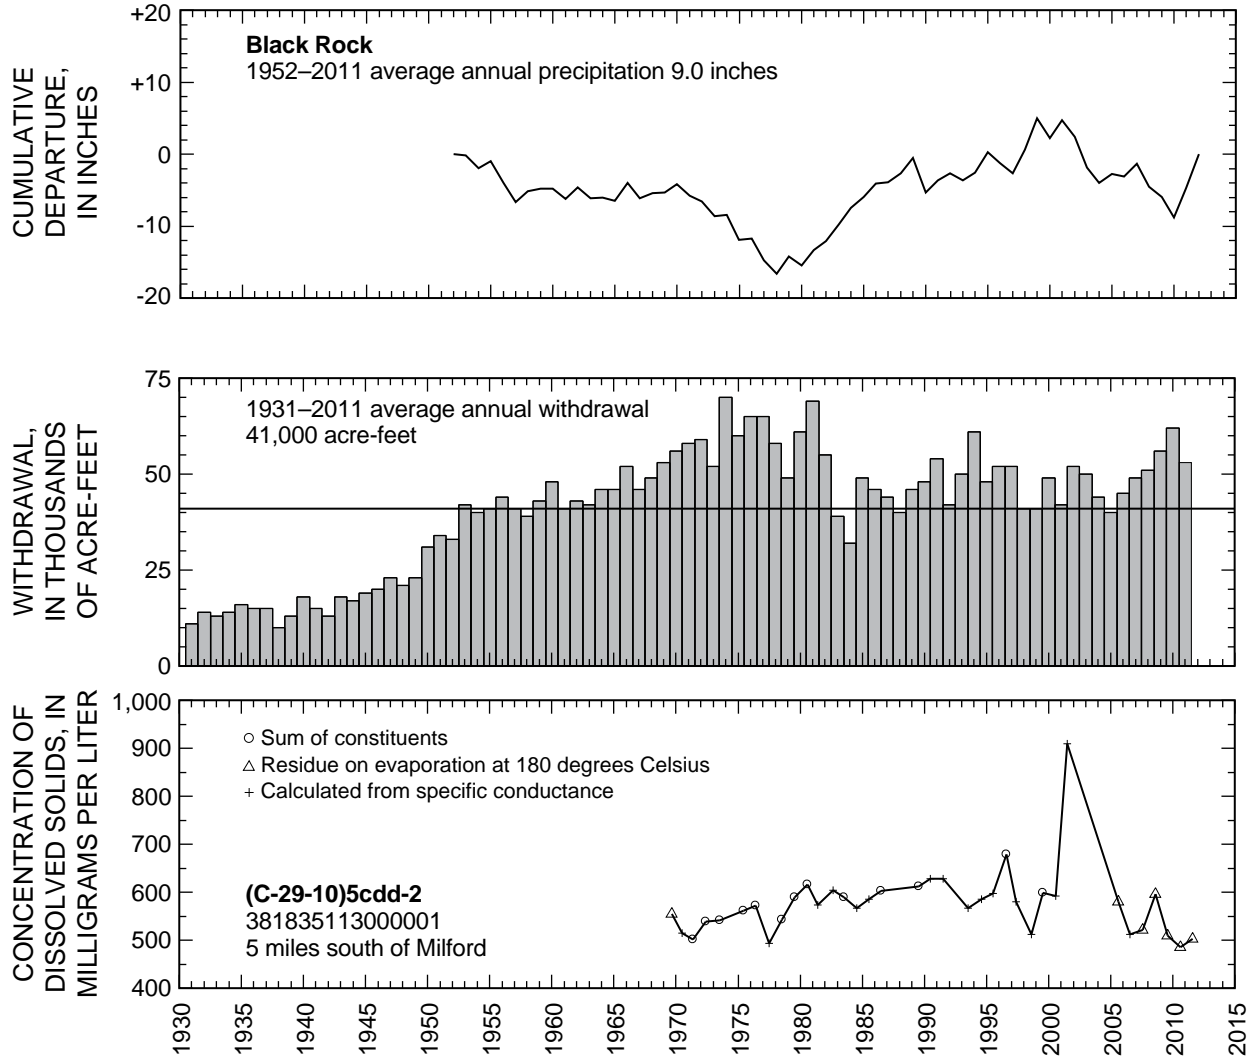 CUMULATIVE
DEPARTURE,
IN INCHES
+20
+10
0
-10
-20
Black Rock
1952–2011 average annual precipitation 9.0 inches
WITHDRAWAL,
IN THOUSANDS
OF ACRE-FEET
75
50
25
0
1931–2011 average annual withdrawal
41,000 acre-feet
CONCENTRATION OF
DISSOLVED SOLIDS, IN
MILLIGRAMS PER LITER
1,000
900
800
700
600
500
400
Sum of constituents
Residue on evaporation at 180 degrees Celsius
Calculated from specific conductance
(C-29-10)5cdd-2
381835113000001
5 miles south of Milford
1930
1935
1940
1945
1950
1955
1960
1965
1970
1975
1980
1985
1990
1995
2000
2005
2010
2015